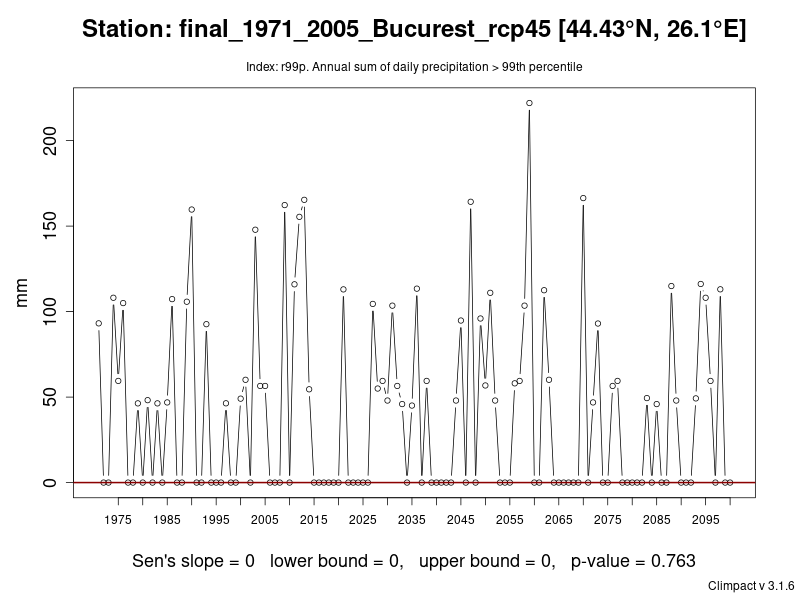 Station: final_1971_2005_Bucurest_rcp45 [44.43°N, 26.1°E]
Index: r99p. Annual sum of daily precipitation > 99th percentile
200
150
100
50
0
mm
1975 1985 1995 2005 2015 2025 2035 2045 2055 2065 2075 2085 2095
Sen's slope = 0 lower bound = 0, upper bound = 0, p-value = 0.763
Climpact v 3.1.6